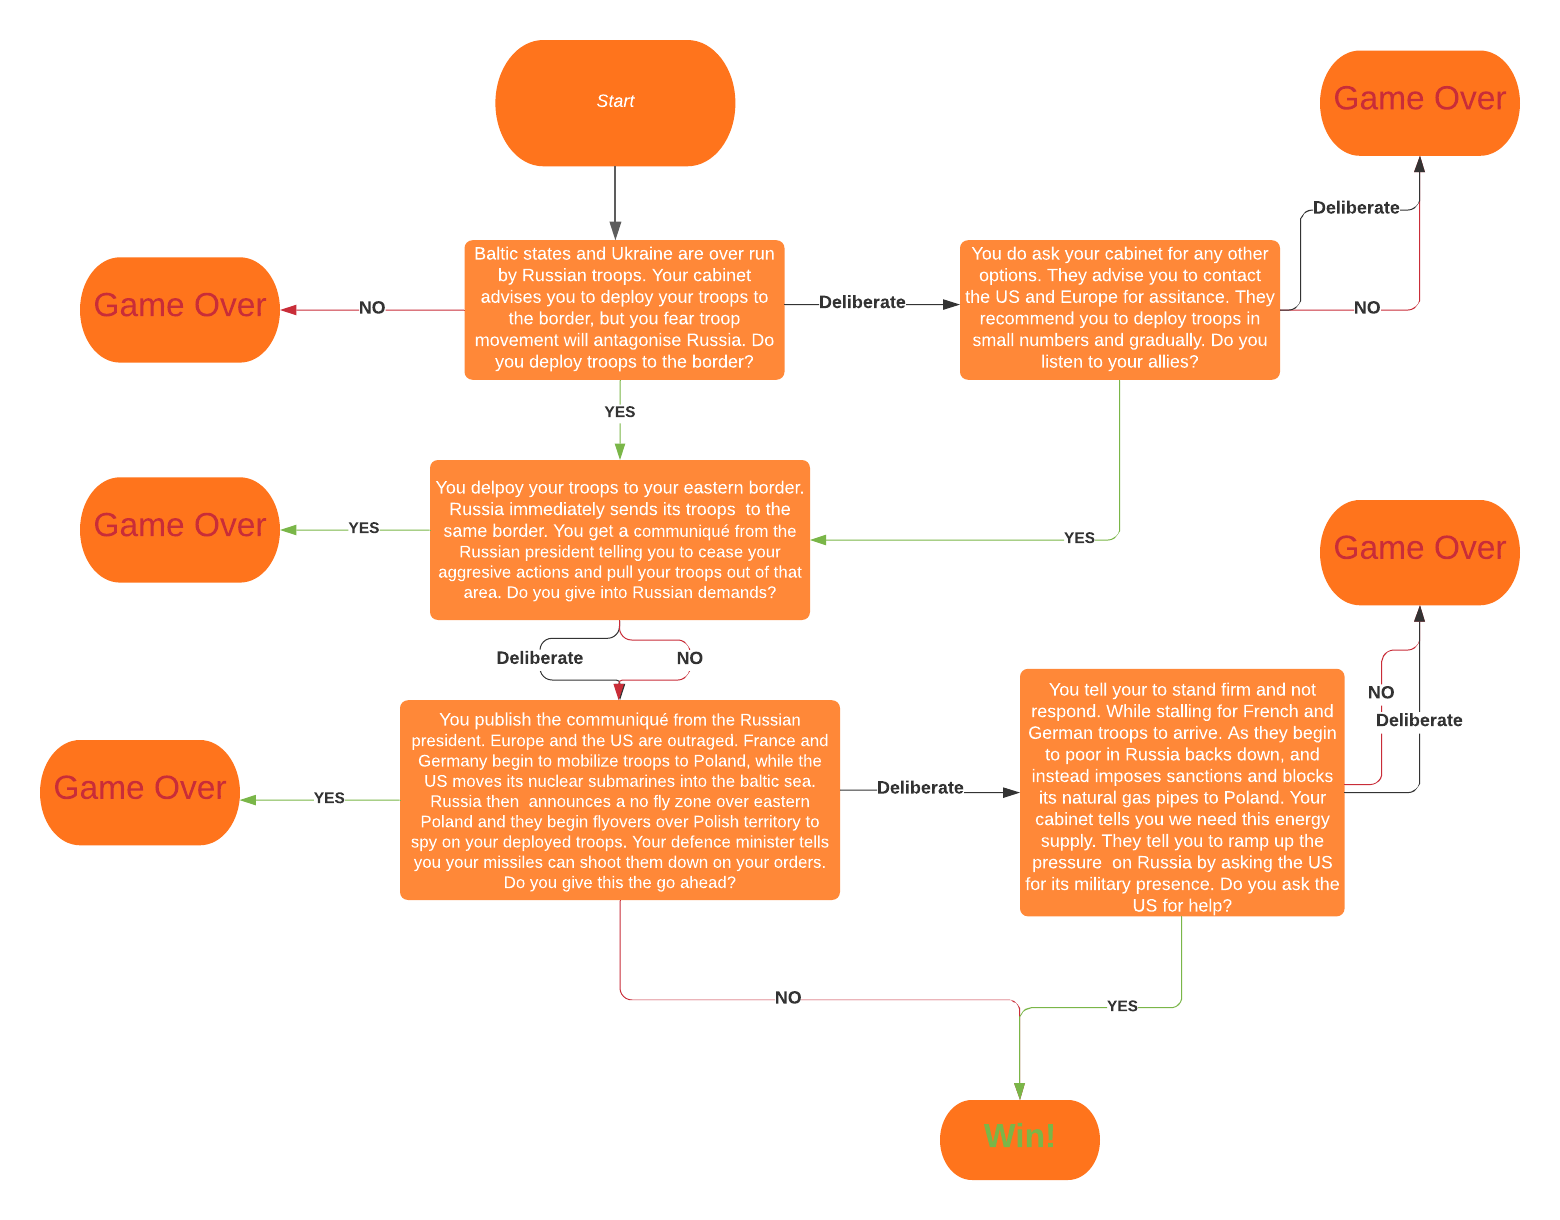 Start
Game Over
Deliberate
NO
Baltic states and Ukraine are over run
by Russian troops. Your cabinet
advises you to deploy your troops to
the border, but you fear troop
movement will antagonise Russia. Do
you deploy troops to the border?
Deliberate
You do ask your cabinet for any other
options. They advise you to contact
the US and Europe for assitance. They
recommend you to deploy troops in
small numbers and gradually. Do you
listen to your allies?
NO
Game Over
YES
You delpoy your troops to your eastern border.
Russia immediately sends its troops  to the
same border. You get a communiqué from the
Russian president telling you to cease your
aggresive actions and pull your troops out of that
area. Do you give into Russian demands?
YES
Game Over
YES
Game Over
Deliberate
NO
You publish the communiqué from the Russian
president. Europe and the US are outraged. France and
Germany begin to mobilize troops to Poland, while the
US moves its nuclear submarines into the baltic sea.
Russia then  announces a no fly zone over eastern
Poland and they begin flyovers over Polish territory to
spy on your deployed troops. Your defence minister tells
you your missiles can shoot them down on your orders.
Do you give this the go ahead?
YES
Game Over
Deliberate
You tell your to stand firm and not
respond. While stalling for French and
German troops to arrive. As they begin
to poor in Russia backs down, and
instead imposes sanctions and blocks
its natural gas pipes to Poland. Your
cabinet tells you we need this energy
supply. They tell you to ramp up the
pressure  on Russia by asking the US
for its military presence. Do you ask the
US for help?
NO
Deliberate
NO
YES
Win!